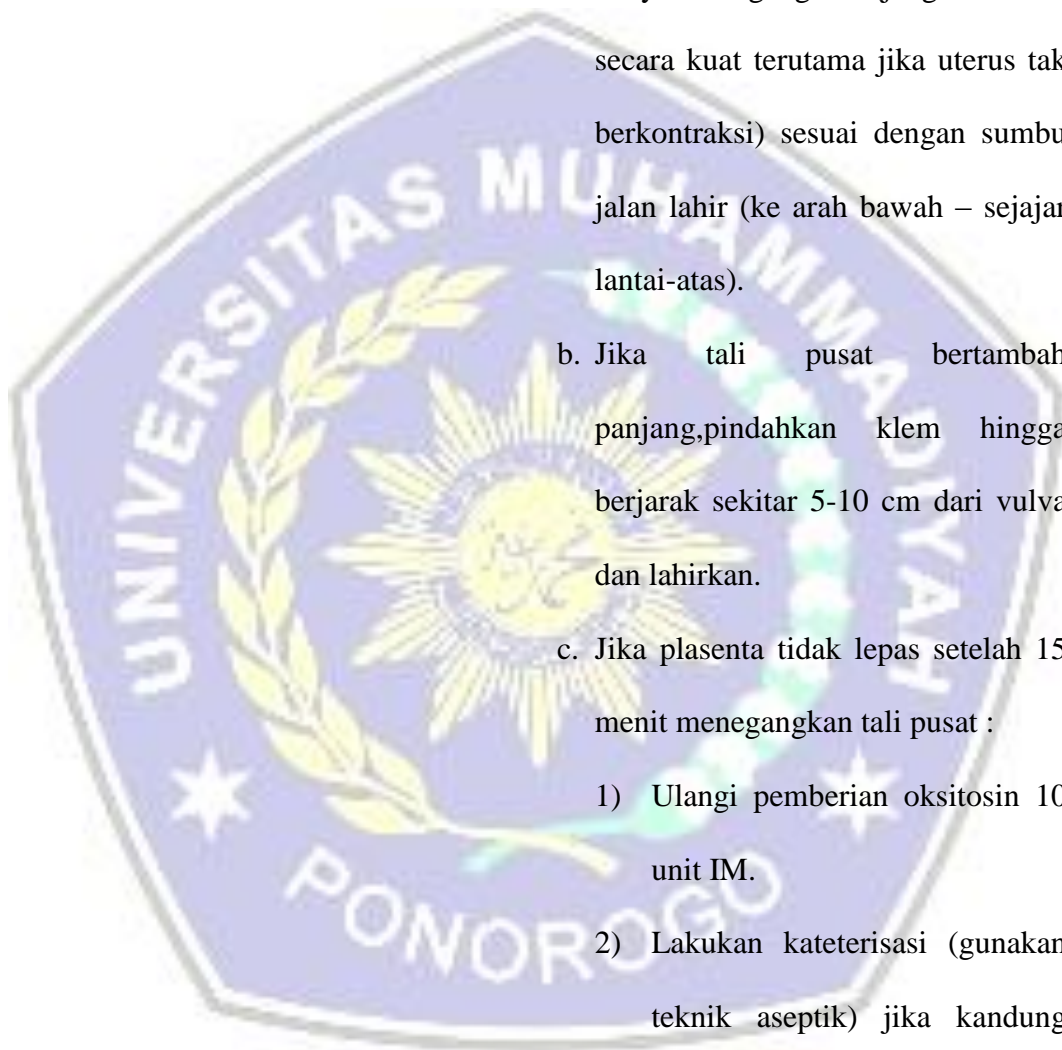 secara kuat terutama jika uterus tak
berkontraksi) sesuai dengan sumbu
jalan lahir (ke arah bawah – sejajar
lantai-atas).
b. Jika tali pusat bertambah
panjang,pindahkan klem hingga
berjarak sekitar 5-10 cm dari vulva
dan lahirkan.
c. Jika plasenta tidak lepas setelah 15
menit menegangkan tali pusat :
1) Ulangi pemberian oksitosin 10
unit IM.
2) Lakukan kateterisasi (gunakan
teknik aseptik) jika kandung
UNIVERSITAS MUHAMMADIYAH
PONOROGO